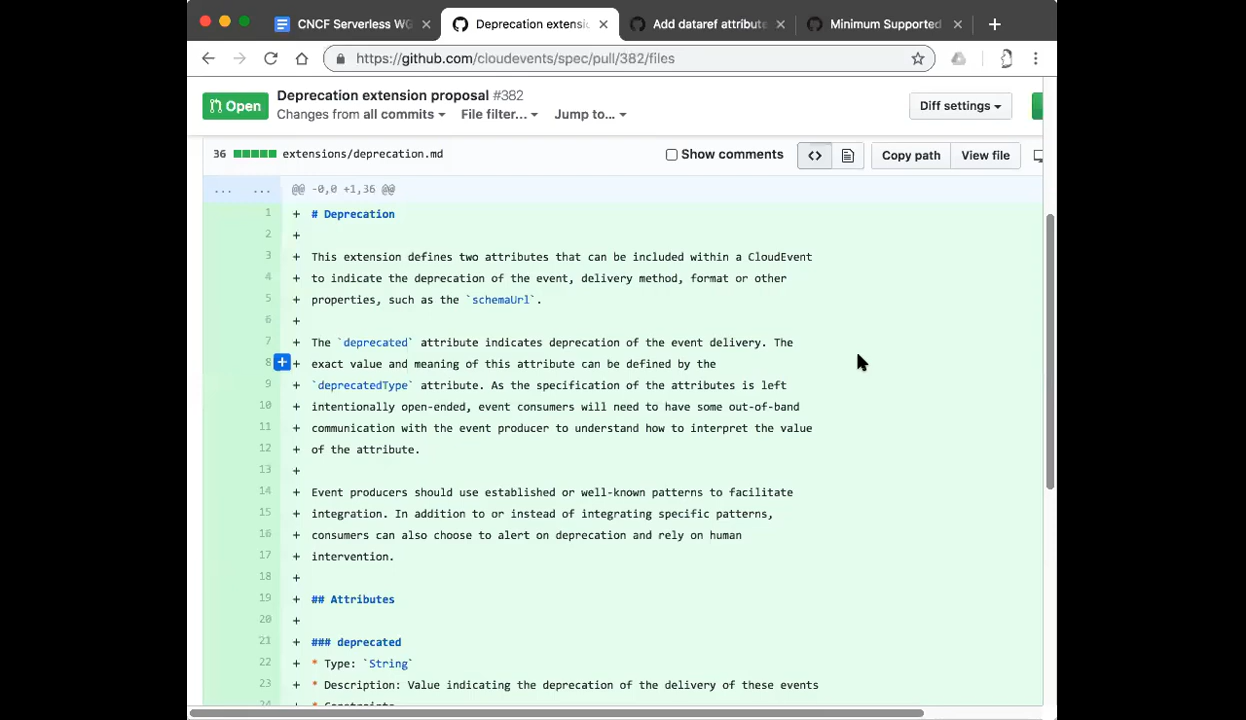 CNCF Serverless WG
Deprecation extensi
Add dataref attribut
Minimum Supported
https://github.com/cloudevents/spec/pull/382/files
Open
Deprecation extension proposal #382
Changes from all commits
File filter...
Jump to...
Diff settings
36
extensions/deprecation.md
Show comments
<>
Copy path
View file
... ... @@ -0,0 +1,36 @@
1 + # Deprecation
2 +
3 + This extension defines two attributes that can be included within a CloudEvent
4 + to indicate the deprecation of the event, delivery method, format or other
5 + properties, such as the `schemaUrl`.
6 +
7 + The `deprecated` attribute indicates deprecation of the event delivery. The
8 + exact value and meaning of this attribute can be defined by the
9 + `deprecatedType` attribute. As the specification of the attributes is left
10 + intentionally open-ended, event consumers will need to have some out-of-band
11 + communication with the event producer to understand how to interpret the value
12 + of the attribute.
13 +
14 + Event producers should use established or well-known patterns to facilitate
15 + integration. In addition to or instead of integrating specific patterns,
16 + consumers can also choose to alert on deprecation and rely on human
17 + intervention.
18 +
19 + ## Attributes
20 +
21 + ### deprecated
22 + * Type: `String`
23 + * Description: Value indicating the deprecation of the delivery of these events
24 + * Constraints